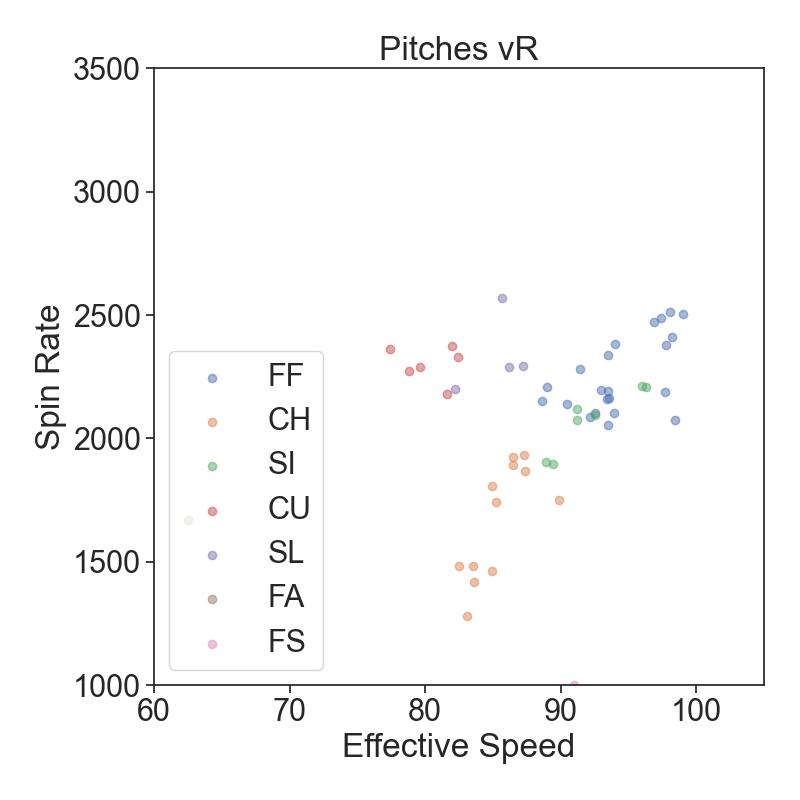 Pitches vR
3500
3000
2500
2000
1500
1000
Spin Rate
FF
CH
SI
CU
SL
FA
FS
60
70
80
90
100
Effective Speed